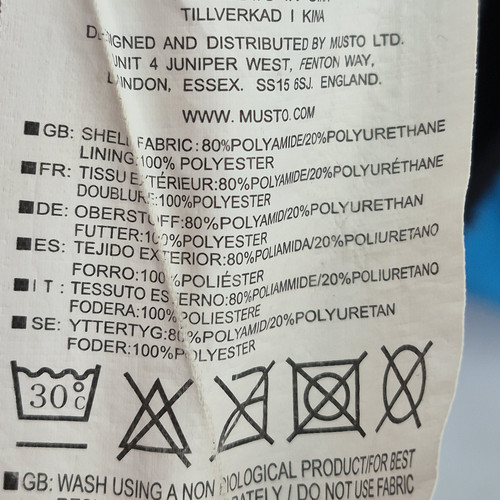 TILLVERKAD I KINA
DESIGNED AND DISTRIBUTED BY MUSTO LTD.
UNIT 4 JUNIPER WEST, FENTON WAY,
LONDON, ESSEX. SS15 6SJ. ENGLAND.
WWW.MUSTO.COM
GB: SHELL FABRIC:80%POLYAMIDE/20%POLYURETHANE
LINING:100% POLYESTER
FR: TISSU EXTÉRIEUR:80%POLYAMIDE/20%POLYURÉTHANE
DOUBLURE:100%POLYESTER
DE: OBERSTOFF:80%POLYAMID/20%POLYURETHAN
FUTTER:100%POLYESTER
ES: TEJIDO EXTERIOR:80%POLIAMIDA/20%POLIURETANO
FORRO:100%POLIÉSTER
IT: TESSUTO ESTERNO:80%POLIAMMIDE/20%POLIURETANO
FODERA:100%POLIESTERE
SE: YTTERTYG:80%POLYAMID/20%POLYURETAN
FODER:100%POLYESTER
30°C
GB: WASH USING A NON BIOLOGICAL PRODUCT/FOR BEST
DO NOT USE FABRIC